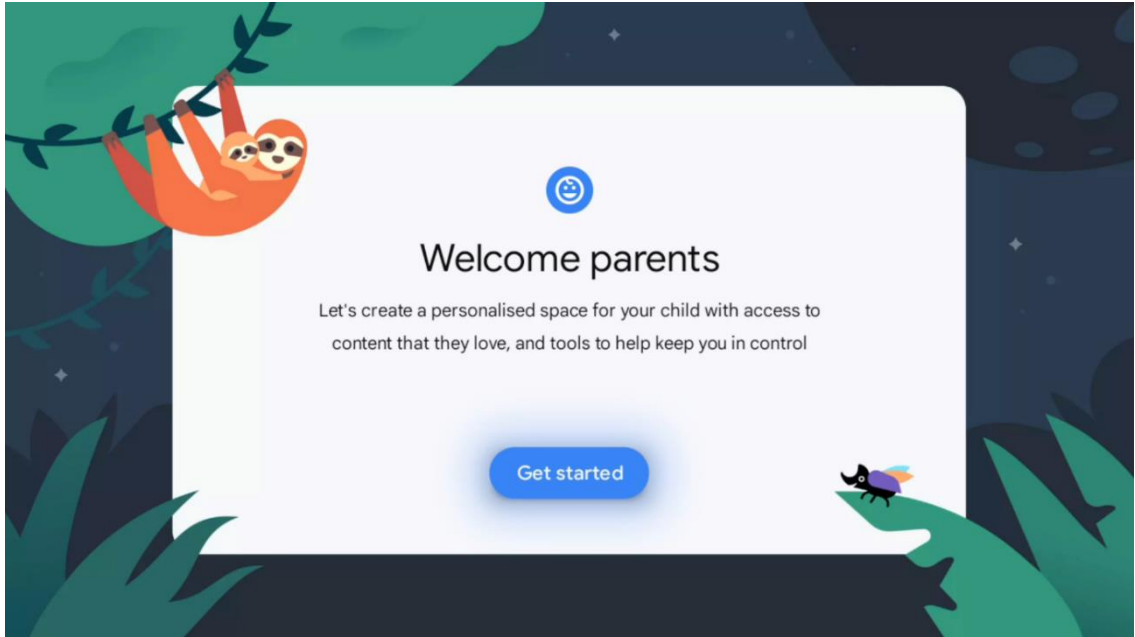 Welcome parents
Let's create a personalised space for your child with access to
content that they love, and tools to help keep you in control
Get started